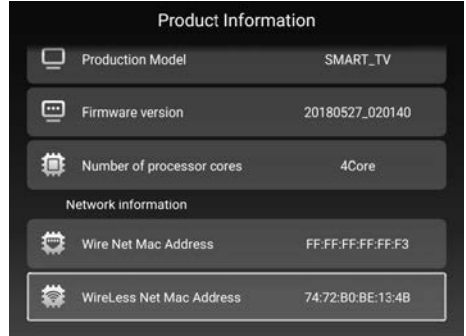 Product Information
Production Model SMART_TV
Firmware version 20180527_020140
Number of processor cores 4Core
Network information
Wire Net Mac Address FF:FF:FF:FF:FF:F3
WireLess Net Mac Address 74:72:B0:BE:13:4B